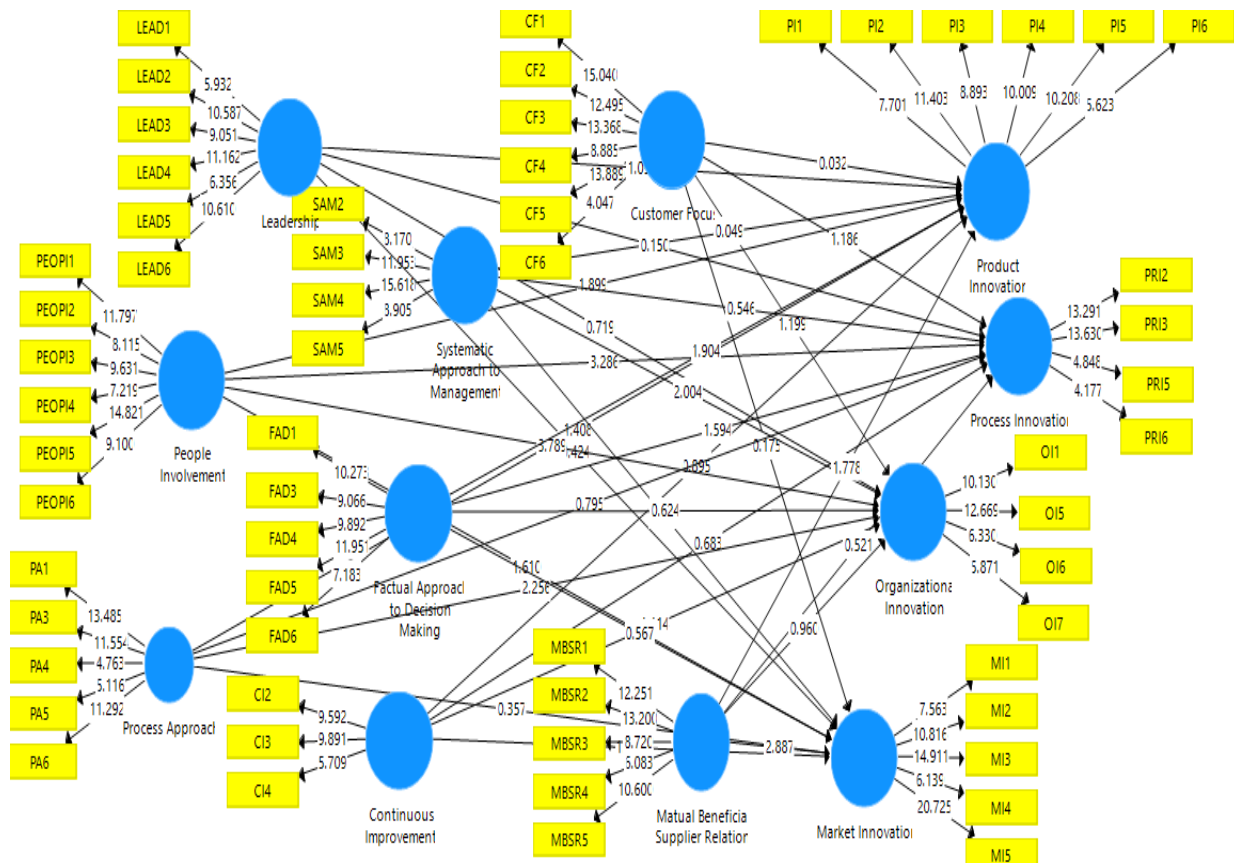 LEAD1
LEAD2
LEAD3
LEAD4
LEAD5
LEAD6
5.932
10.587
9.051
11.162
6.356
10.610
Leadership
CF1
CF2
CF3
CF4
CF5
CF6
15.040
12.495
13.368
8.885
13.889
4.047
Customer Focus
PI1
PI2
PI3
PI4
PI5
PI6
7.701
11.403
8.893
10.009
10.208
5.623
Product
Innovation
SAM2
SAM3
SAM4
SAM5
3.170
11.953
15.618
3.905
Systematic
Approach to
Management
PEOPI1
PEOPI2
PEOPI3
PEOPI4
PEOPI5
PEOPI6
11.797
8.115
9.631
7.219
14.821
9.100
People
Involvement
PRI2
PRI3
PRI5
PRI6
13.291
13.630
4.848
4.177
Process Innovation
0.032
0.049
0.150
1.186
1.899
0.546
1.199
0.719
1.904
3.286
2.004
1.408
3.789
1.594
0.175
0.895
1.778
0.795
0.624
0.683
0.521
1.610
2.256
0.567
0.960
0.357
2.887
FAD1
FAD3
FAD4
FAD5
FAD6
10.273
9.066
9.892
11.951
7.183
Factual Approach
to Decision
Making
OI1
OI5
OI6
OI7
10.130
12.669
6.330
5.871
Organizationa
Innovation
PA1
PA3
PA4
PA5
PA6
13.485
11.554
4.763
5.116
11.292
Process Approach
CI2
CI3
CI4
9.592
9.891
5.709
Continuous
Improvement
MBSR1
MBSR2
MBSR3
MBSR4
MBSR5
12.251
13.200
8.720
5.083
10.600
Matual Beneficia
Supplier Relation
MI1
MI2
MI3
MI4
MI5
7.563
10.816
14.911
6.139
20.725
Market Innovation